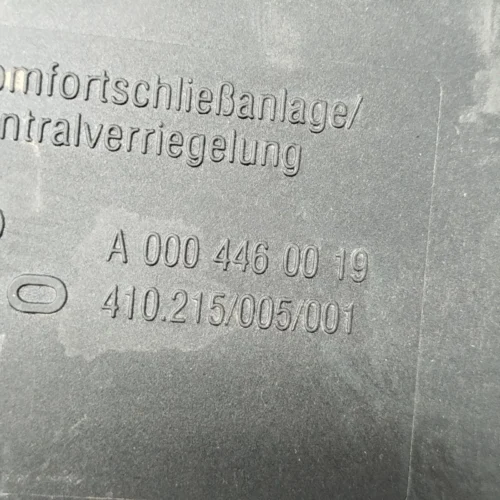 omfortschließanlage/
ntralverriegelung
A 000 446 00 19
410.215/005/001